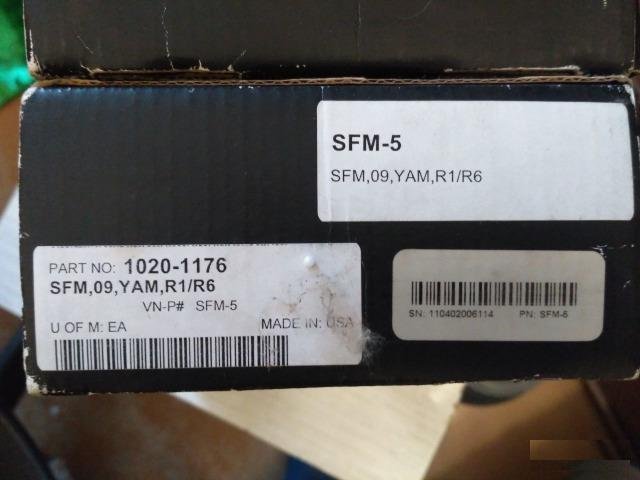 SFM-5
SFM,09,YAM,R1/R6
PART NO: 1020-1176
SFM,09,YAM,R1/R6
VN-P# SFM-5
U OF M: EA MADE IN: USA
SN: 110402006114 PN: SFM-5